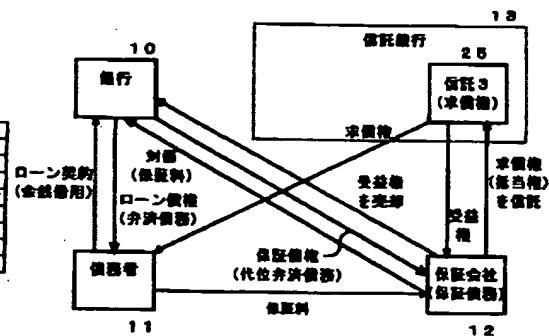 13
信託銀行
10
銀行
25
信託3
(求償権)
求償権
ローン契約
(金銭借用)
対価
(保証料)
ローン債権
(弁済債務)
受益権
を売却
受益
権
求償権
(抵当権)
を信託
保証債権
(代位弁済債務)
債務者
保証会社
(保証債務)
保証料
11
12